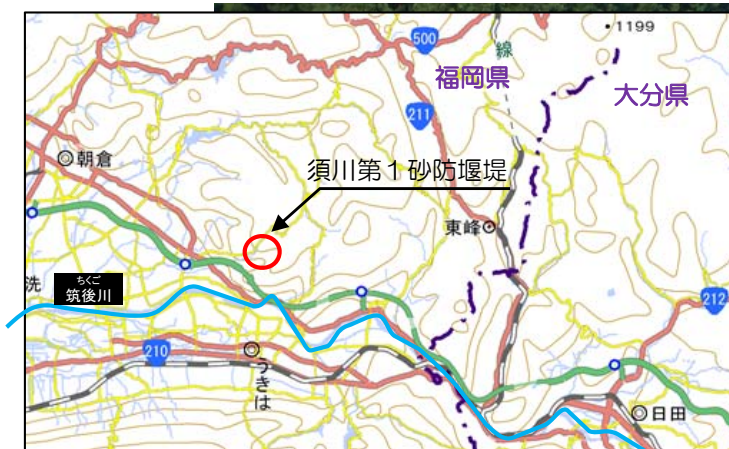 1199
500
線
福岡県
大分県
211
朝倉
須川第1砂防堰堤
東峰
洗
ちくご
筑後川
212
210
うきは
日田